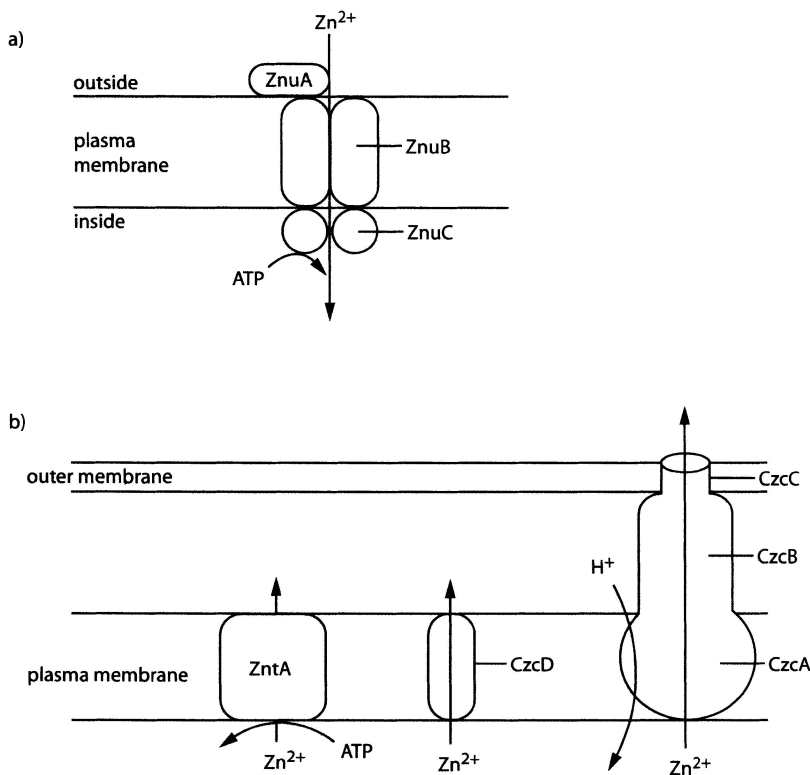 a)
Zn2+
ZnuA
outside
plasma
membrane
ZnuB
inside
ZnuC
ATP
b)
outer membrane
CzcC
CzcB
H+
plasma membrane
ZntA
CzcD
CzcA
Zn2+
ATP
Zn2+
Zn2+